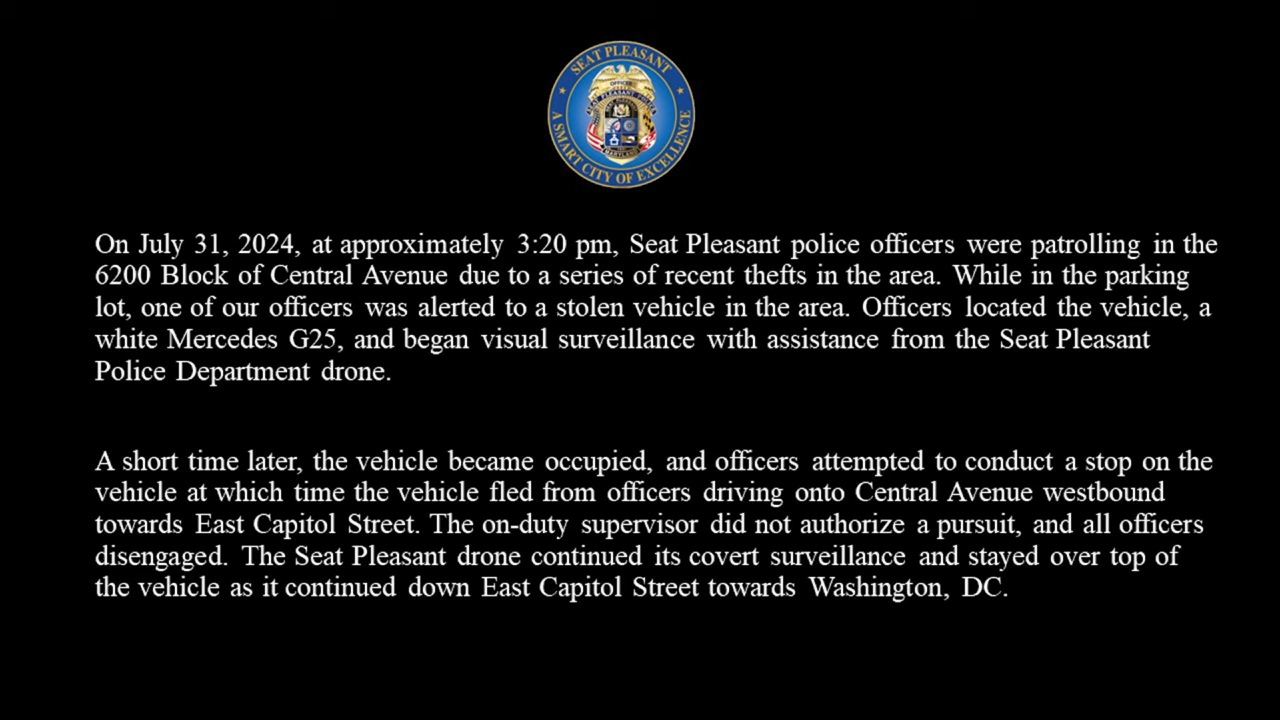 SEAT PLEASANT
OFFICER
SEAT PLEASANT POLICE
MARYLAND
A SMART CITY OF EXCELLENCE
On July 31, 2024, at approximately 3:20 pm, Seat Pleasant police officers were patrolling in the
6200 Block of Central Avenue due to a series of recent thefts in the area. While in the parking
lot, one of our officers was alerted to a stolen vehicle in the area. Officers located the vehicle, a
white Mercedes G25, and began visual surveillance with assistance from the Seat Pleasant
Police Department drone.
A short time later, the vehicle became occupied, and officers attempted to conduct a stop on the
vehicle at which time the vehicle fled from officers driving onto Central Avenue westbound
towards East Capitol Street. The on-duty supervisor did not authorize a pursuit, and all officers
disengaged. The Seat Pleasant drone continued its covert surveillance and stayed over top of
the vehicle as it continued down East Capitol Street towards Washington, DC.